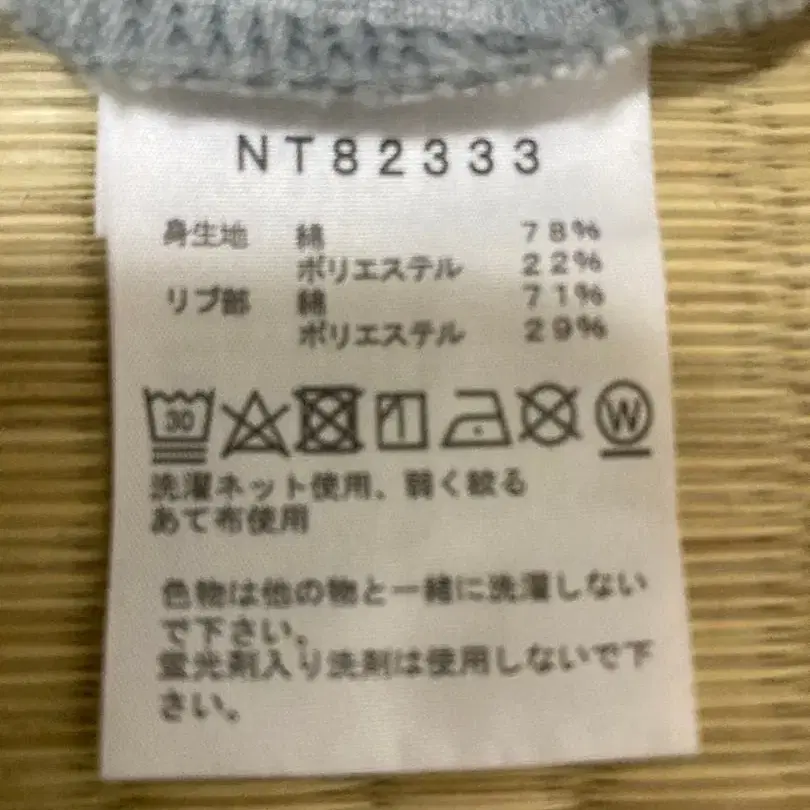 NT82333
身生地 綿 78%
ポリエステル 22%
リブ部 綿 71%
ポリエステル 29%
30 W
洗濯ネット使用、弱く絞る
あて布使用
色物は他の物と一緒に洗濯しない
で下さい。
蛍光剤入り洗剤は使用しないで下
さい。